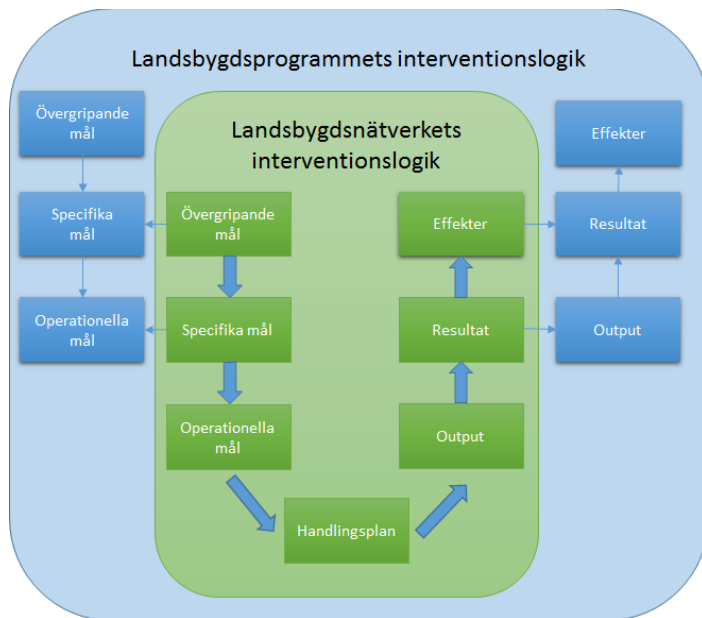 Landsbygdsprogrammets interventionslogik
Övergripande
mål
Specifika
mål
Operationella
mål
Landsbygdsnätverkets
interventionslogik
Övergripande
mål
Specifika mål
Operationella
mål
Handlingsplan
Effekter
Resultat
Output
Effekter
Resultat
Output